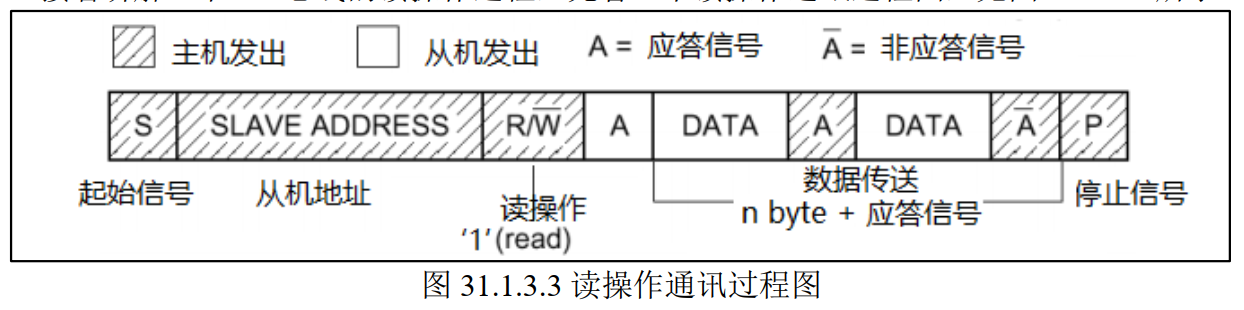 主机发出 从机发出 A = 应答信号 A̅ = 非应答信号
S SLAVE ADDRESS R/W̅ A DATA A DATA A̅ P
起始信号 从机地址 读操作 '1'(read) 数据传送 n byte + 应答信号 停止信号
图 31.1.3.3 读操作通讯过程图